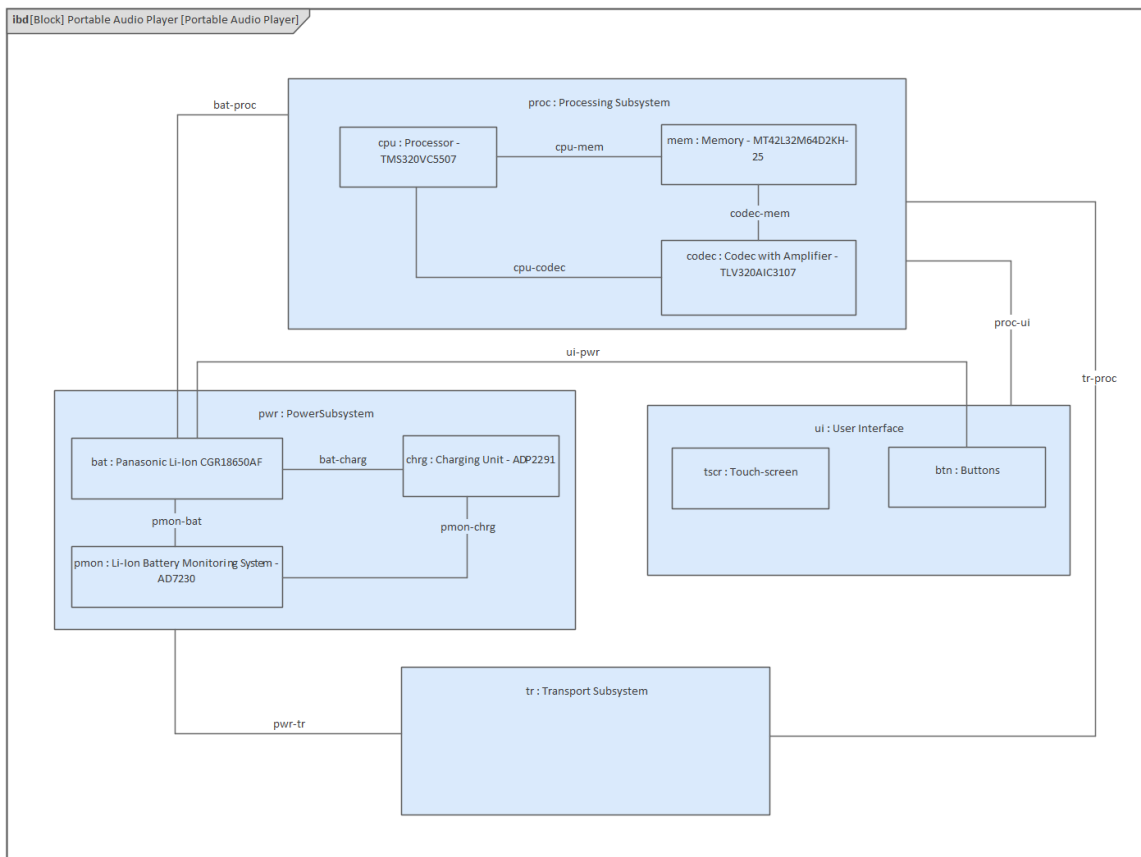 ibd [Block] Portable Audio Player [Portable Audio Player]
bat-proc
proc : Processing Subsystem
cpu : Processor -
TMS320VC5507
cpu-mem
mem : Memory - MT42L32M64D2KH-
25
codec-mem
codec : Codec with Amplifier -
TLV320AIC3107
cpu-codec
proc-ui
ui-pwr
tr-proc
pwr : PowerSubsystem
bat : Panasonic Li-Ion CGR18650AF
bat-charg
chrg : Charging Unit - ADP2291
pmon-bat
pmon-chrg
pmon : Li-Ion Battery Monitoring System -
AD7230
ui : User Interface
tscr : Touch-screen
btn : Buttons
tr : Transport Subsystem
pwr-tr